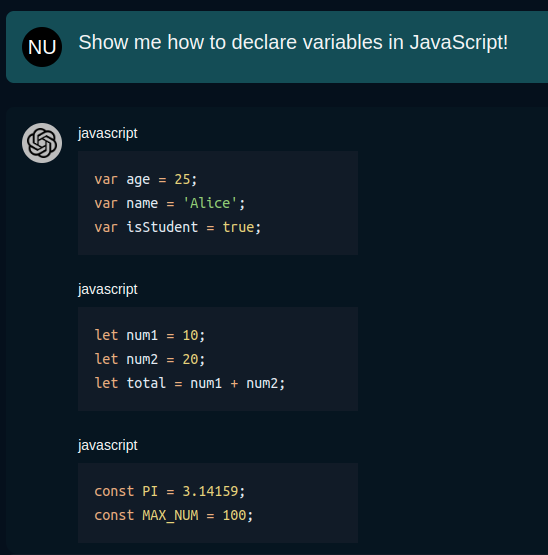 NU
Show me how to declare variables in JavaScript!
javascript
var age = 25;
var name = 'Alice';
var isStudent = true;
javascript
let num1 = 10;
let num2 = 20;
let total = num1 + num2;
javascript
const PI = 3.14159;
const MAX_NUM = 100;